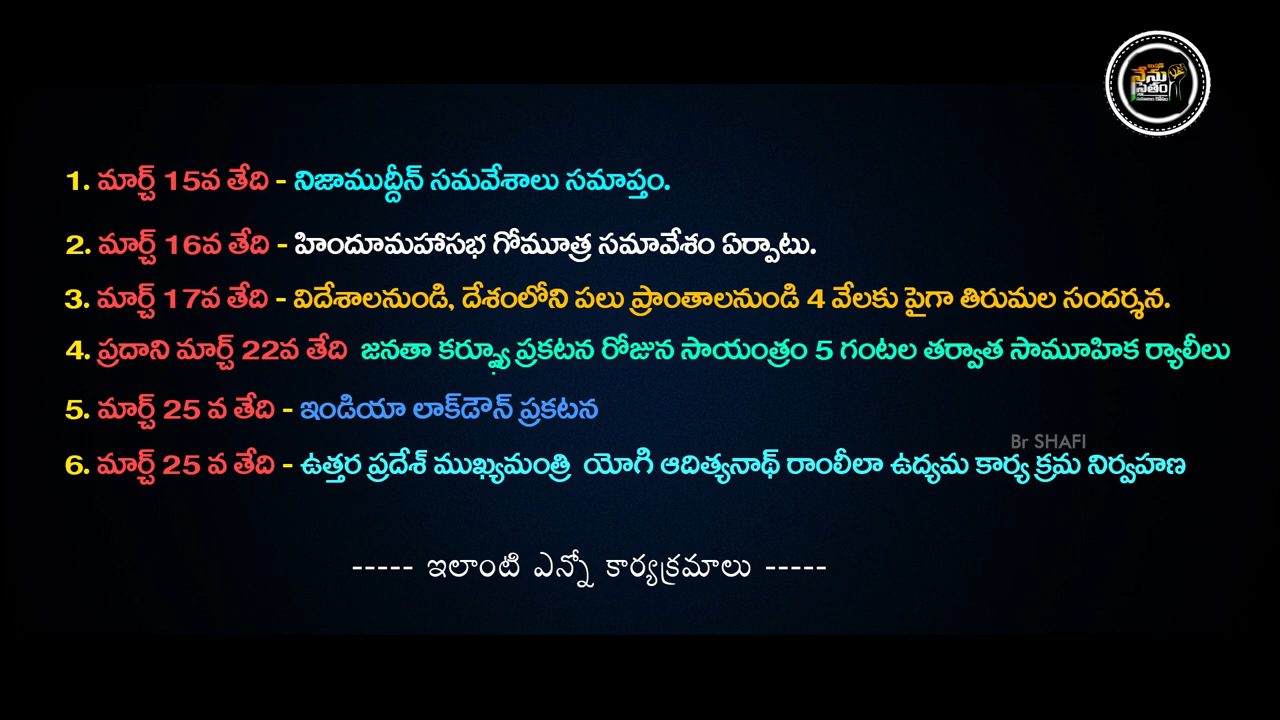 నేను
సైతం
1. మార్చ్ 15వ తేది - నిజాముద్దీన్ సమవేశాలు సమాప్తం.
2. మార్చ్ 16వ తేది - హిందూమహాసభ గోమూత్ర సమావేశం ఏర్పాటు.
3. మార్చ్ 17వ తేది - విదేశాలనుండి, దేశంలోని పలు ప్రాంతాలనుండి 4 వేలకు పైగా తిరుమల సందర్శన.
4. ప్రదాని మార్చ్ 22వ తేది జనతా కర్ఫ్యూ ప్రకటన రోజున సాయంత్రం 5 గంటల తర్వాత సామూహిక ర్యాలీలు
5. మార్చ్ 25 వ తేది - ఇండియా లాక్‌డౌన్ ప్రకటన
Br SHAFI
6. మార్చ్ 25 వ తేది - ఉత్తర ప్రదేశ్ ముఖ్యమంత్రి యోగి ఆదిత్యనాథ్ రాంలీలా ఉద్యమ కార్య క్రమ నిర్వహణ
----- ఇలాంటి ఎన్నో కార్యక్రమాలు -----